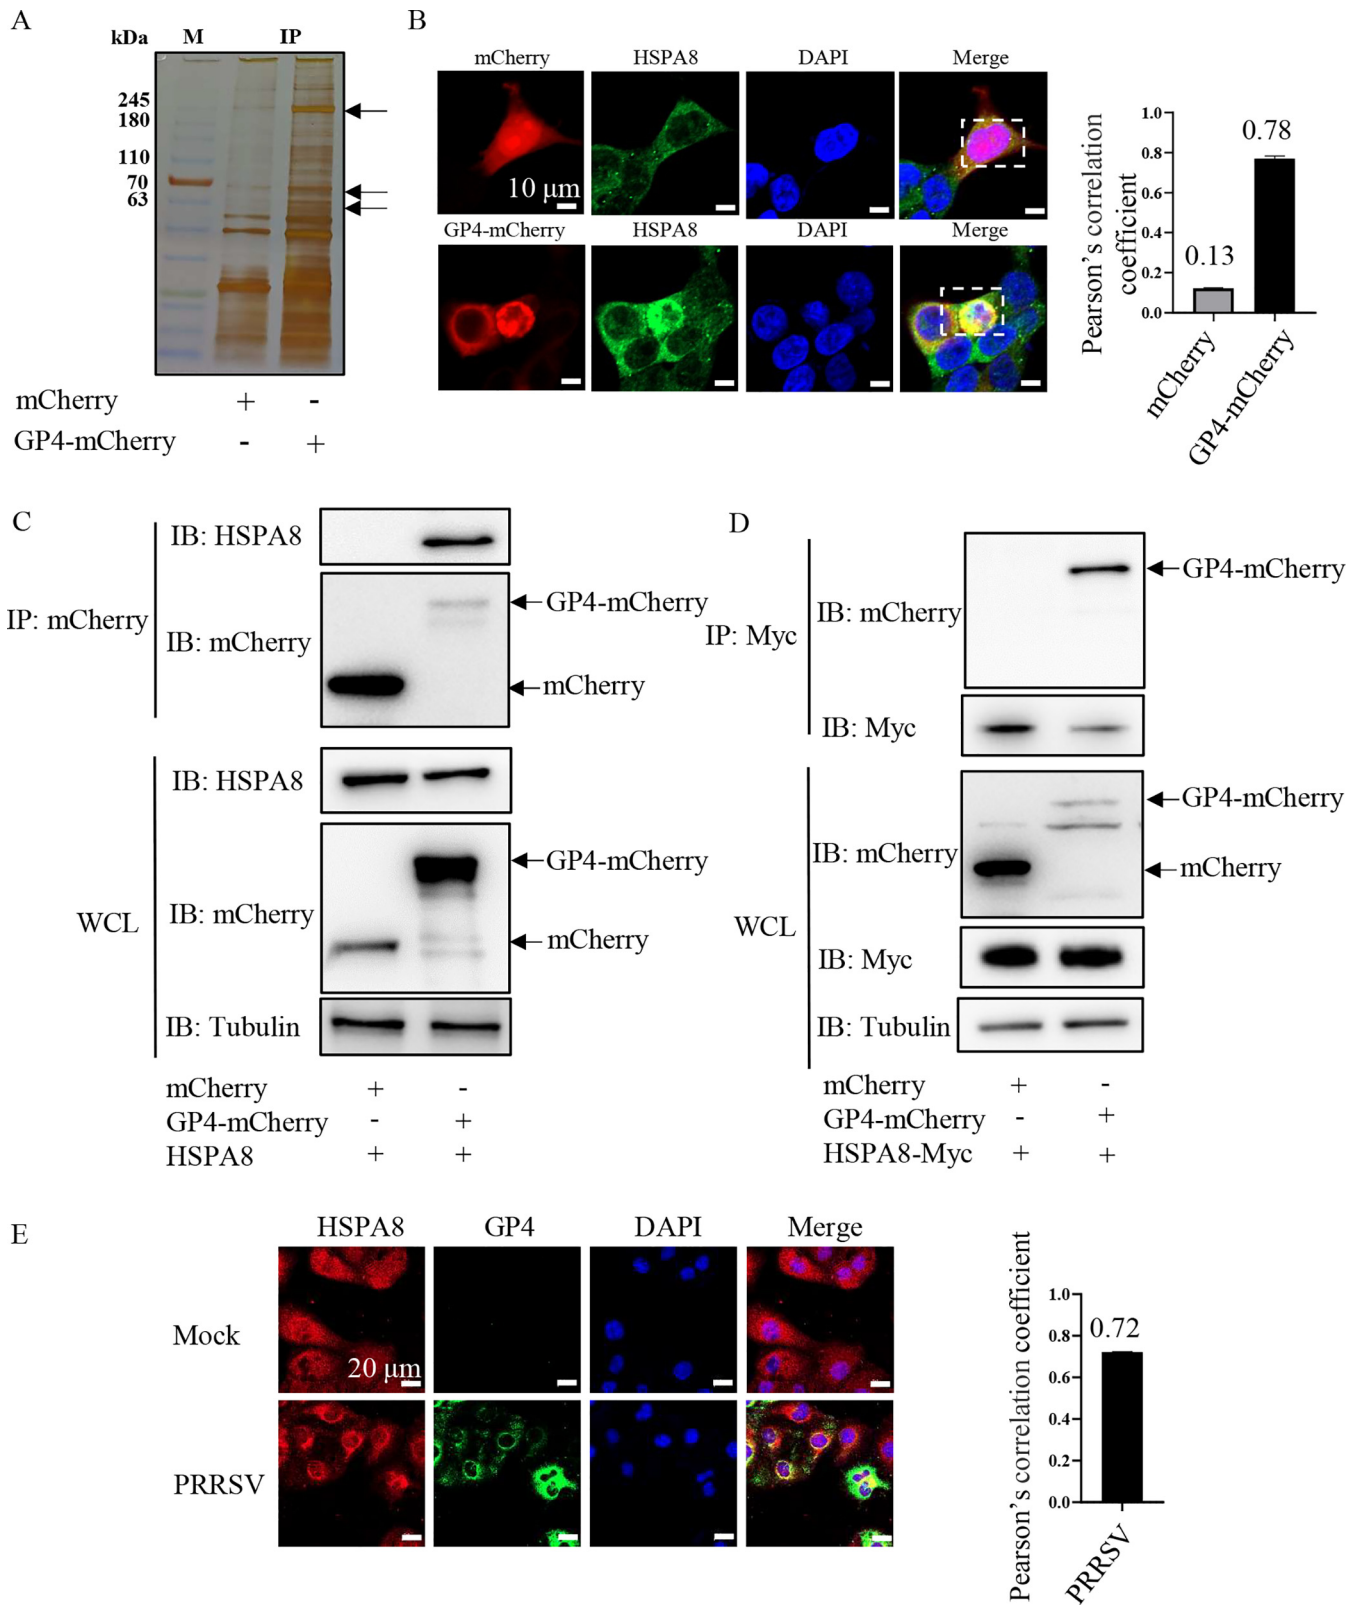 A
kDa M IP
245
180
110
70
63
mCherry + -
GP4-mCherry - +
B
mCherry HSPA8 DAPI Merge
10 μm
GP4-mCherry HSPA8 DAPI Merge
Pearson's correlation
coefficient
1.0
0.8
0.6
0.4
0.2
0.0
0.13
0.78
mCherry
GP4-mCherry
C
IP: mCherry
IB: HSPA8
IB: mCherry
GP4-mCherry
mCherry
WCL
IB: HSPA8
IB: mCherry
GP4-mCherry
mCherry
IB: Tubulin
mCherry + -
GP4-mCherry - +
HSPA8 + +
D
IP: Myc
IB: mCherry
GP4-mCherry
IB: Myc
WCL
IB: mCherry
GP4-mCherry
mCherry
IB: Myc
IB: Tubulin
mCherry + -
GP4-mCherry - +
HSPA8-Myc + +
E
HSPA8 GP4 DAPI Merge
Mock
20 μm
PRRSV
Pearson's correlation coefficient
1.0
0.8
0.6
0.4
0.2
0.0
0.72
PRRSV